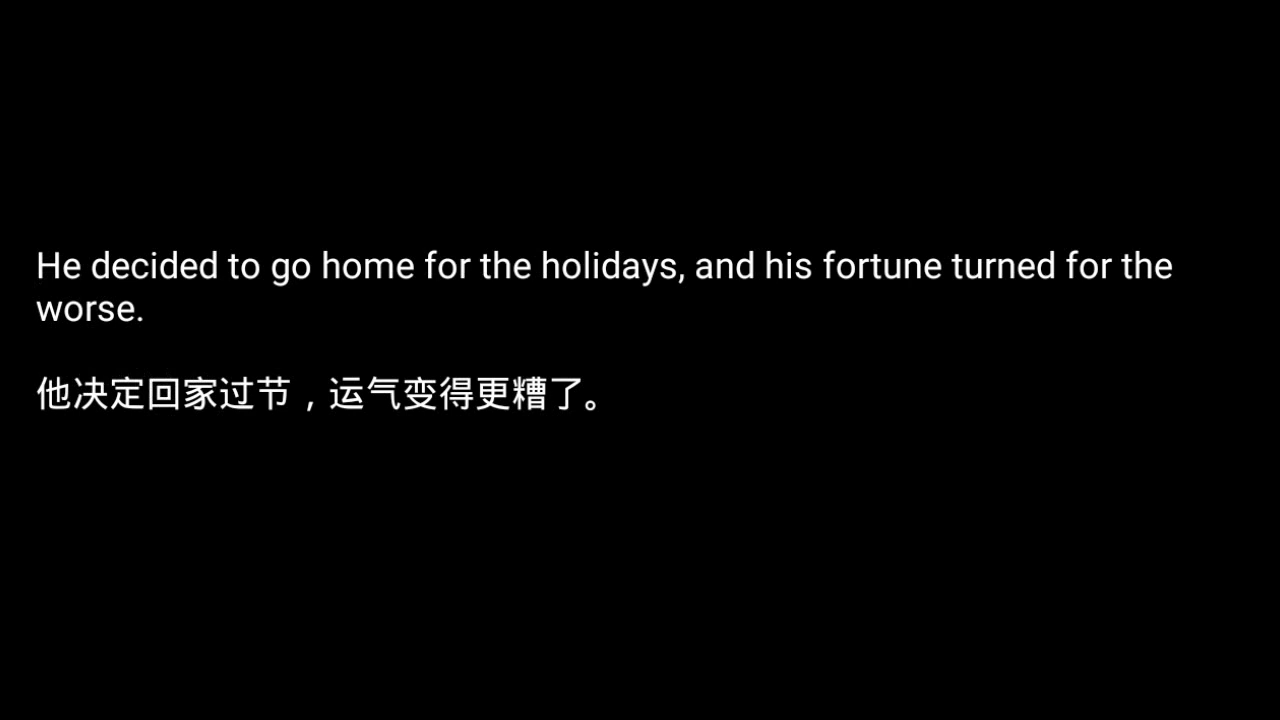 He decided to go home for the holidays, and his fortune turned for the
worse.
他决定回家过节，运气变得更糟了。